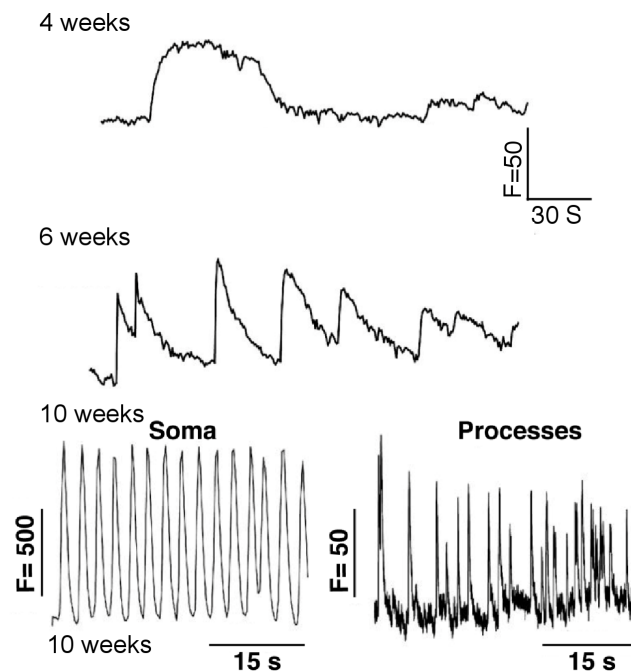 4 weeks
F=50
30 S
6 weeks
10 weeks
Soma
Processes
F= 500
F= 50
10 weeks
15 s
15 s